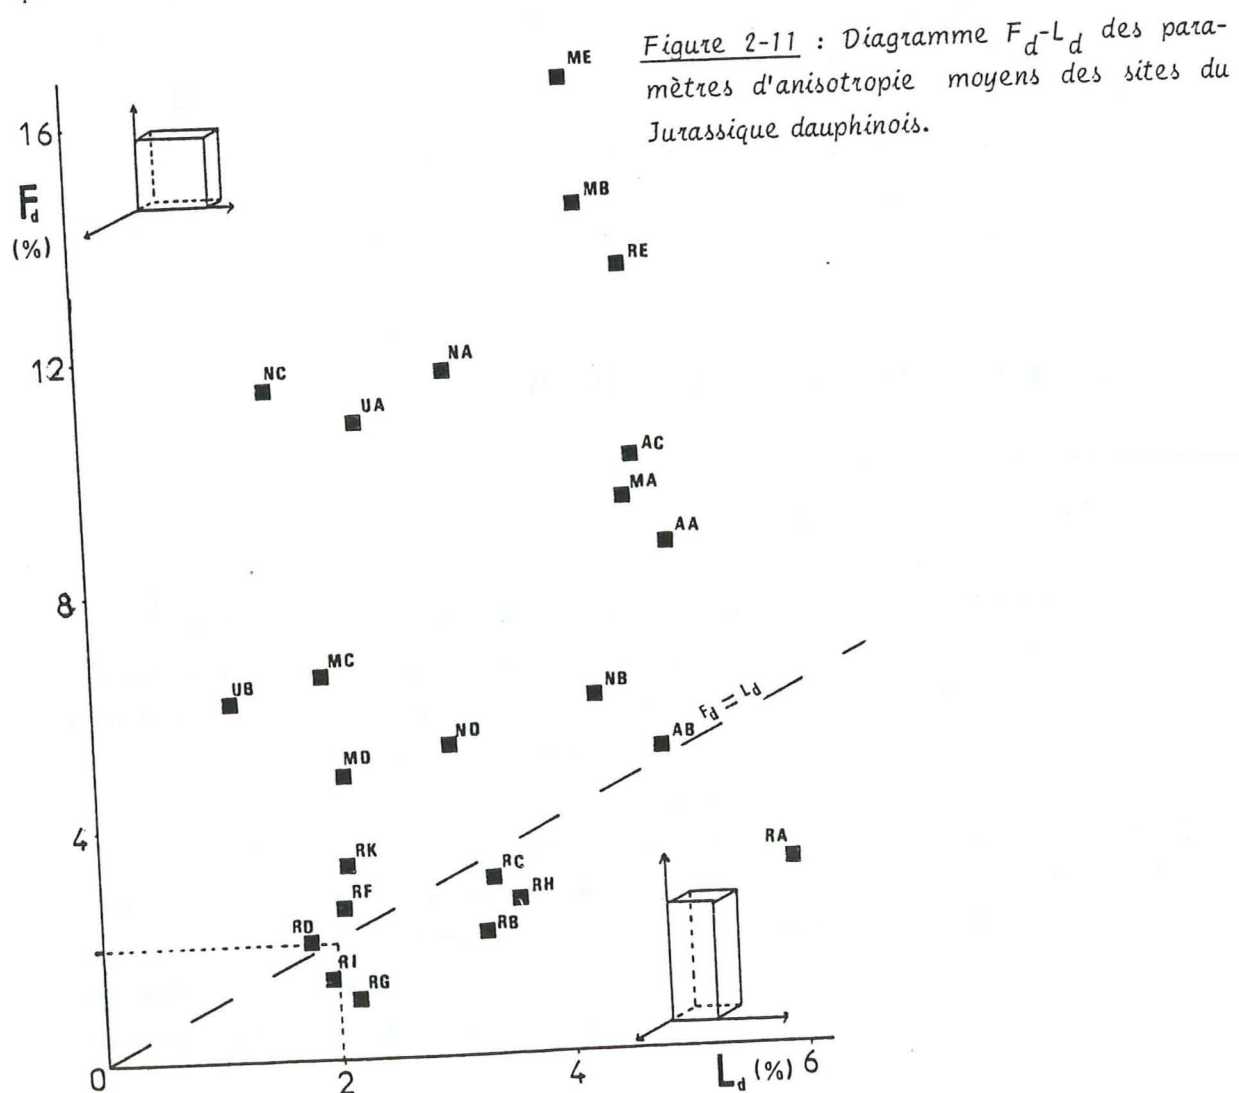 Figure 2-11 : Diagramme Fd-Ld des para-
mètres d'anisotropie moyens des sites du
Jurassique dauphinois.
ME
16
MB
Fd
(%)
RE
NA
12
NC
UA
AC
MA
AA
8
MC
NB
UB
Fd = Ld
ND
AB
MD
4
RA
RK
RC
RH
RF
RB
RD
RI
RG
0
2
4
Ld (%)
6